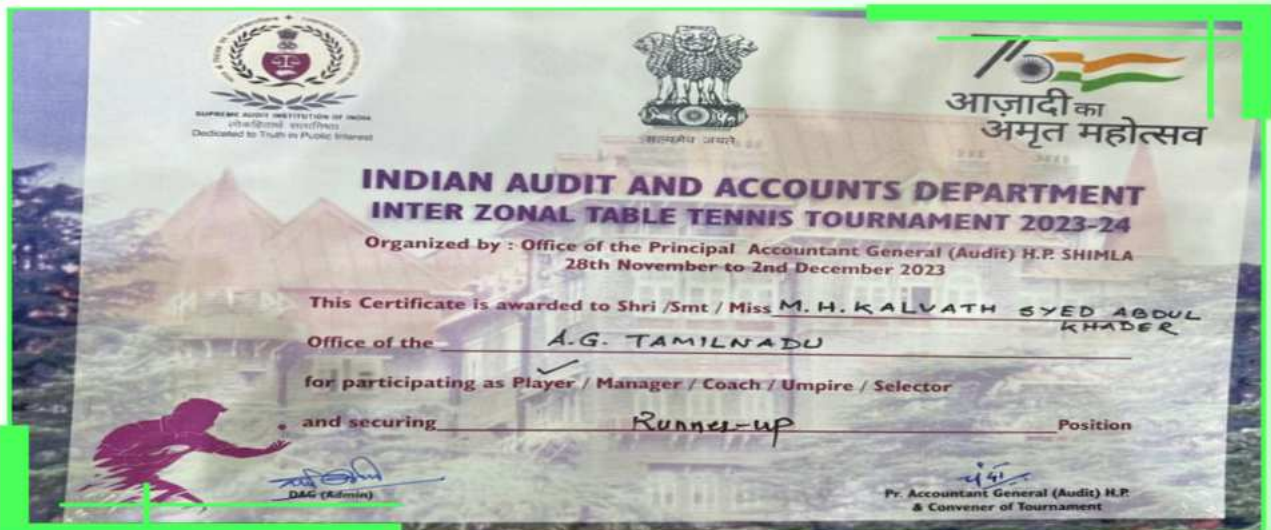 SUPREME AUDIT INSTITUTION OF INDIA
लोकहितार्थ सत्यनिष्ठा
Dedicated to Truth in Public Interest
सत्यमेव जयते
75
आज़ादी का
अमृत महोत्सव
INDIAN AUDIT AND ACCOUNTS DEPARTMENT
INTER ZONAL TABLE TENNIS TOURNAMENT 2023-24
Organized by : Office of the Principal Accountant General (Audit) H.P. SHIMLA
28th November to 2nd December 2023
This Certificate is awarded to Shri /Smt / Miss M. H. KALVATH SYED ABDUL
KHADER
Office of the A.G. TAMILNADU
for participating as Player / Manager / Coach / Umpire / Selector
and securing Runner-up Position
DAG (Admin)
Pr. Accountant General (Audit) H.P.
& Convener of Tournament